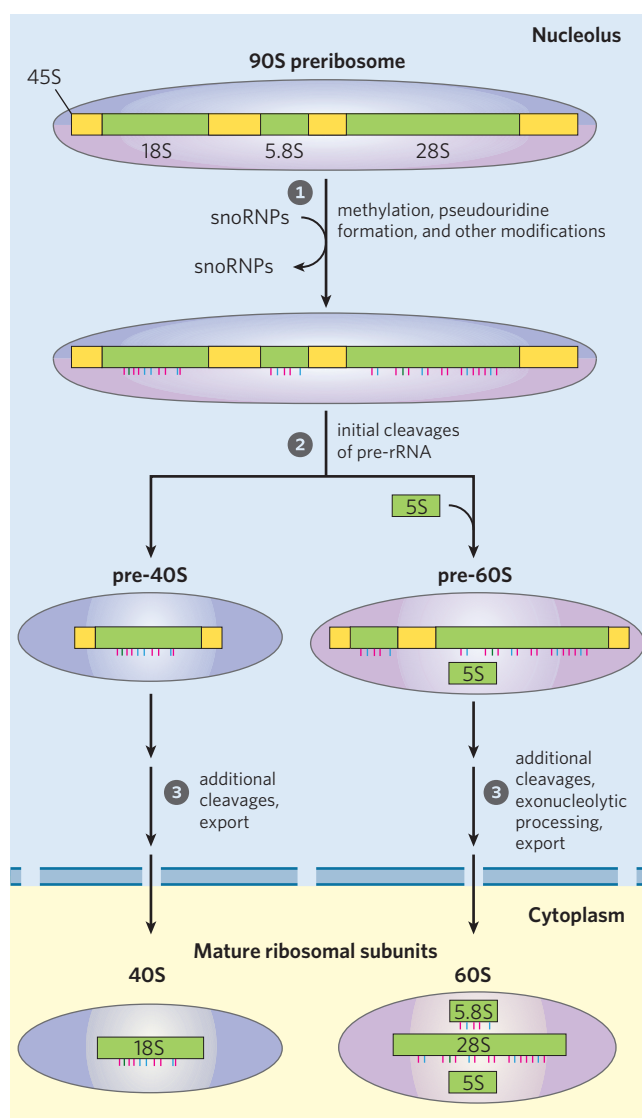 Nucleolus
90S preribosome
45S
18S
5.8S
28S
1
snoRNPs
methylation, pseudouridine
formation, and other modifications
snoRNPs
2
initial cleavages
of pre-rRNA
5S
pre-40S
pre-60S
5S
3
additional
cleavages,
export
3
additional
cleavages,
exonucleolytic
processing,
export
Cytoplasm
Mature ribosomal subunits
40S
60S
18S
5.8S
28S
5S